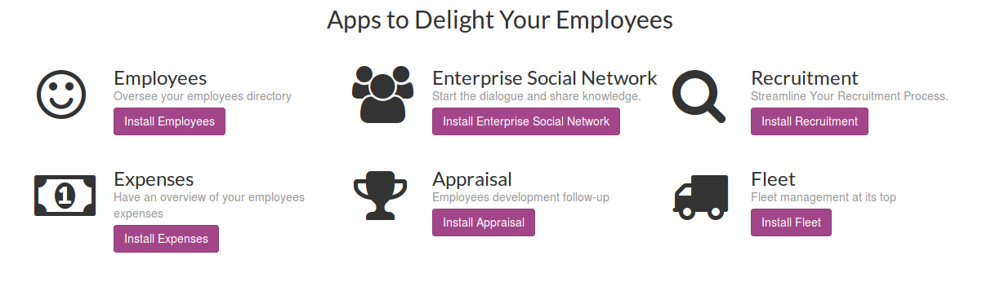 Apps to Delight Your Employees
Employees
Oversee your employees directory
Install Employees
Enterprise Social Network
Start the dialogue and share knowledge.
Install Enterprise Social Network
Recruitment
Streamline Your Recruitment Process.
Install Recruitment
1
Expenses
Have an overview of your employees
expenses
Install Expenses
Appraisal
Employees development follow-up
Install Appraisal
Fleet
Fleet management at its top
Install Fleet